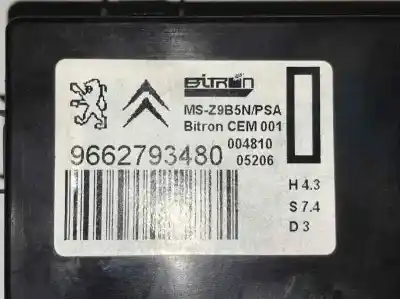 BITRON
MS-Z9B5N/PSA
Bitron CEM 001
004810
9662793480
05206
H 4.3
S 7.4
D 3